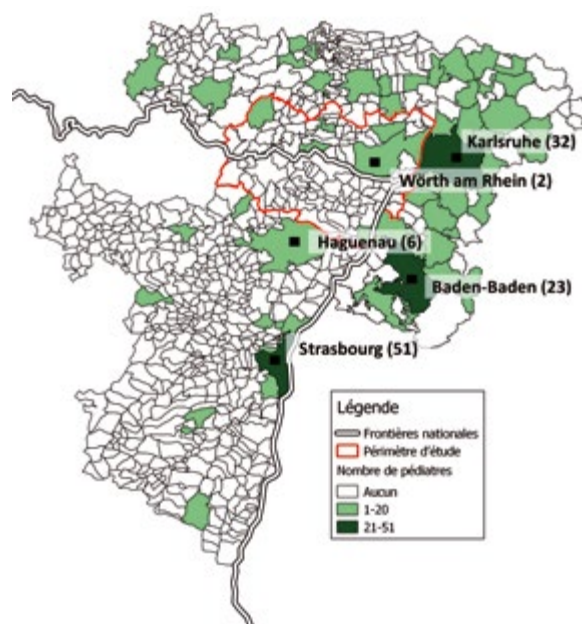 Karlsruhe (32)
Wörth am Rhein (2)
Haguenau (6)
Baden-Baden (23)
Strasbourg (51)
Légende
Frontières nationales
Périmètre d'étude
Nombre de pédiatres
Aucun
1-20
21-51